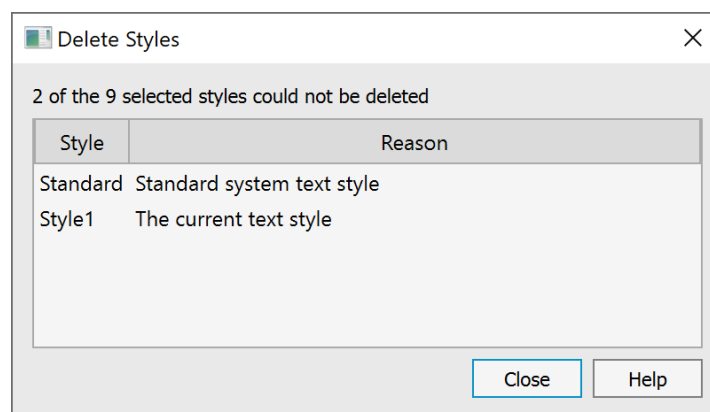 Delete Styles
2 of the 9 selected styles could not be deleted
Style Reason
Standard Standard system text style
Style1 The current text style
Close Help